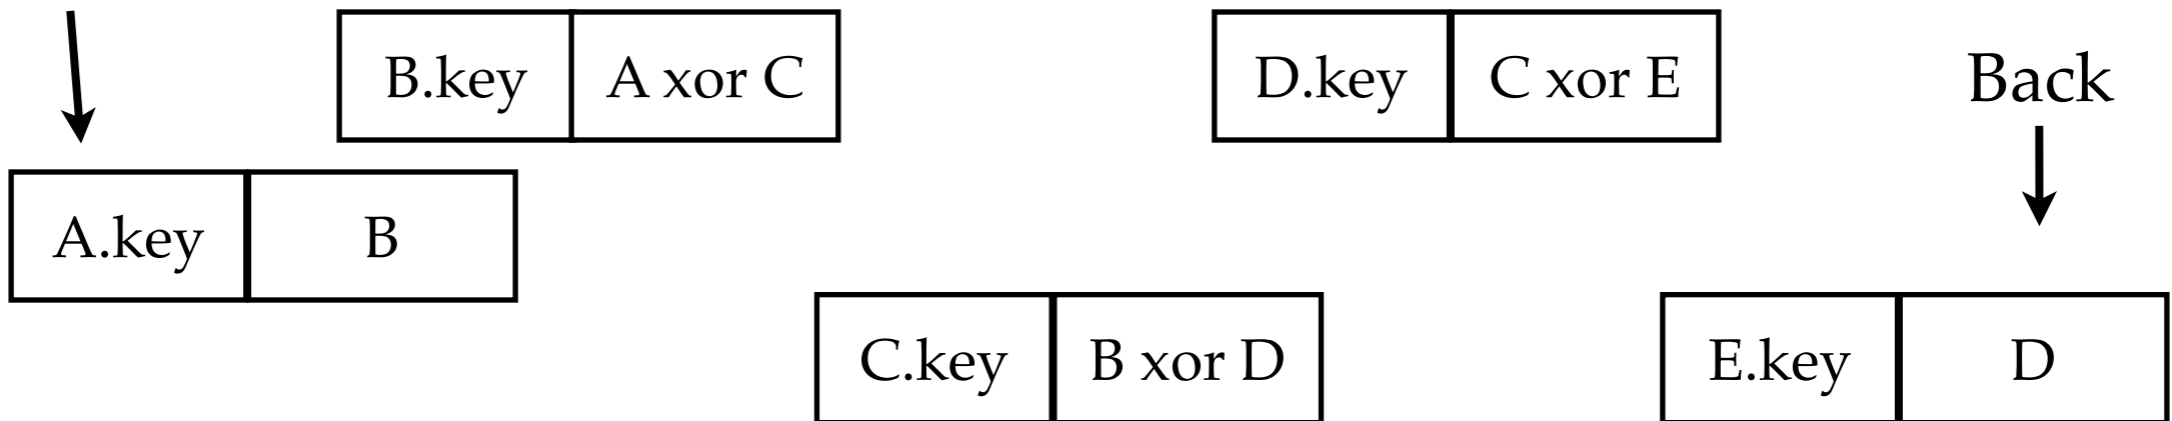 B.key A xor C
D.key C xor E
Back
A.key B
C.key B xor D
E.key D